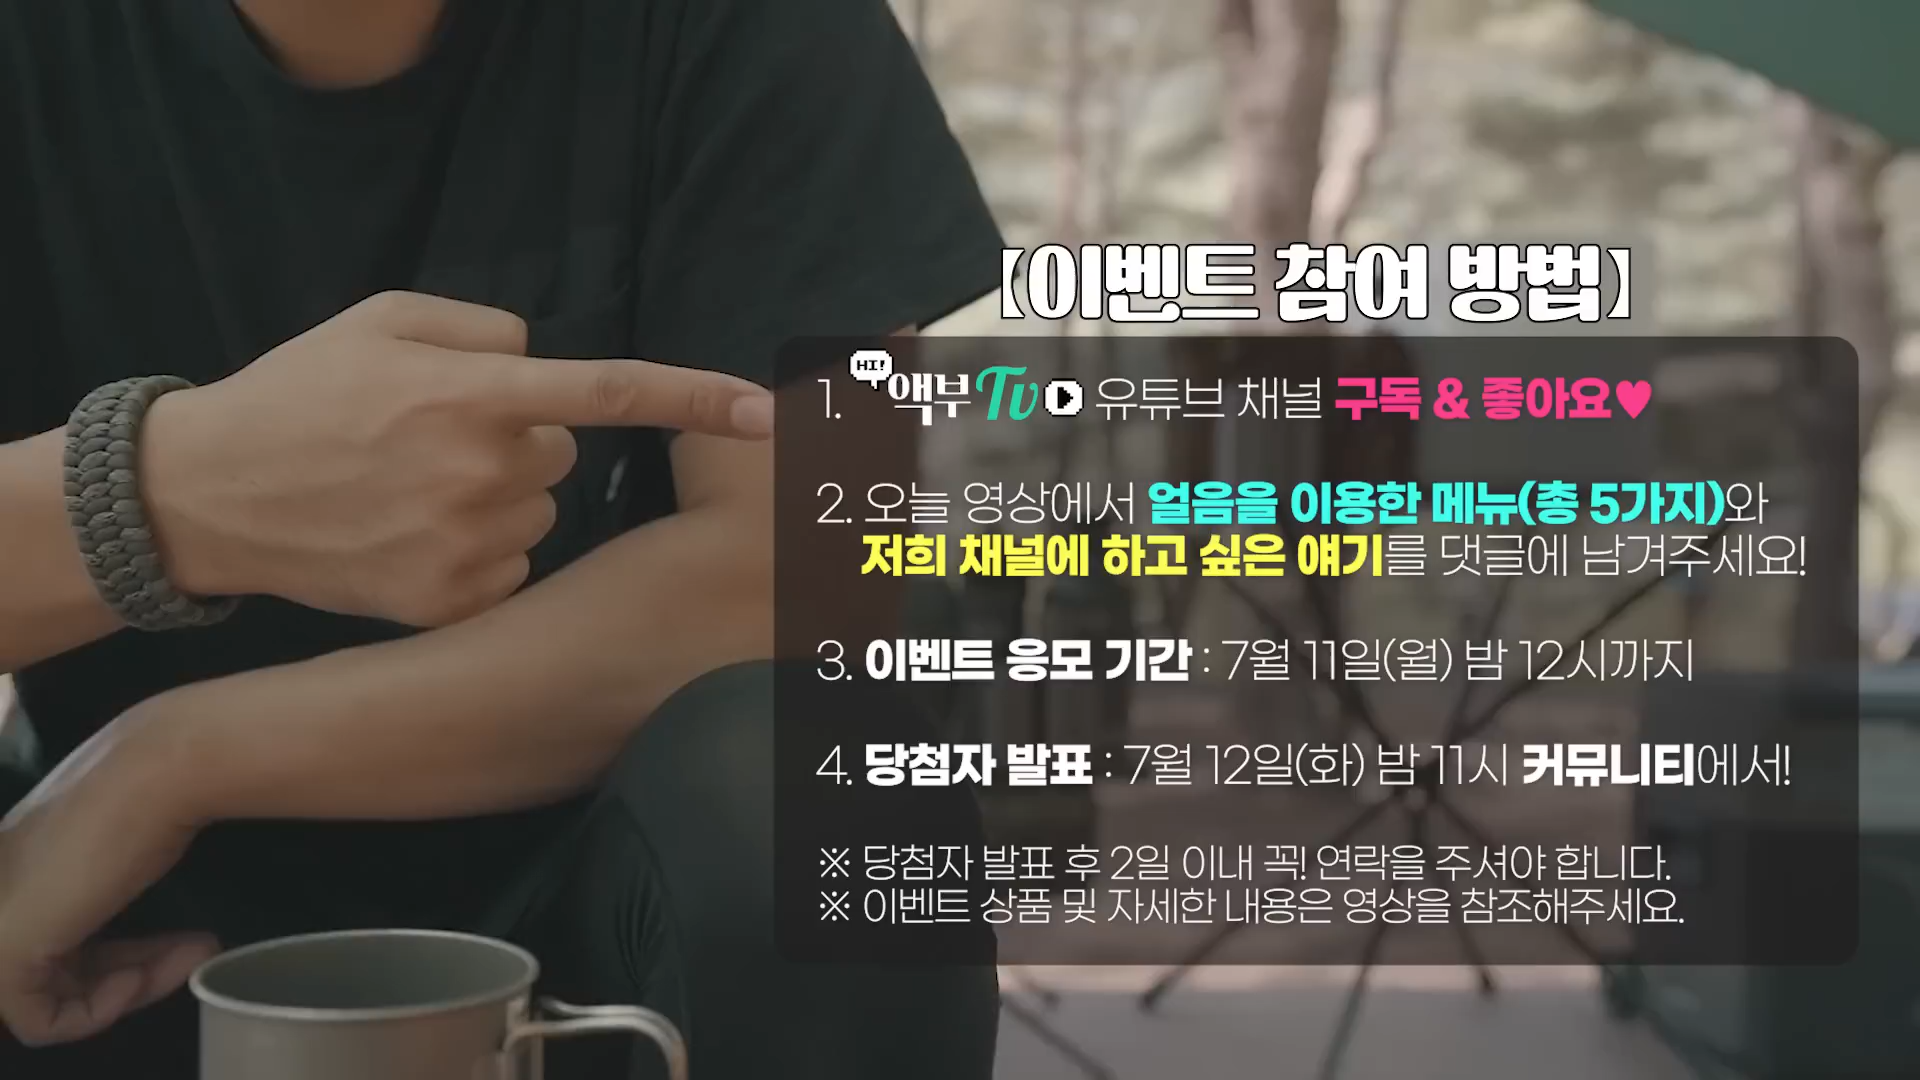 【이벤트 참여 방법】
1. HI! 액부 Tv 유튜브 채널 구독 & 좋아요♥
2. 오늘 영상에서 얼음을 이용한 메뉴(총 5가지)와
저희 채널에 하고 싶은 얘기를 댓글에 남겨주세요!
3. 이벤트 응모 기간 : 7월 11일(월) 밤 12시까지
4. 당첨자 발표 : 7월 12일(화) 밤 11시 커뮤니티에서!
※ 당첨자 발표 후 2일 이내 꼭! 연락을 주셔야 합니다.
※ 이벤트 상품 및 자세한 내용은 영상을 참조해주세요.